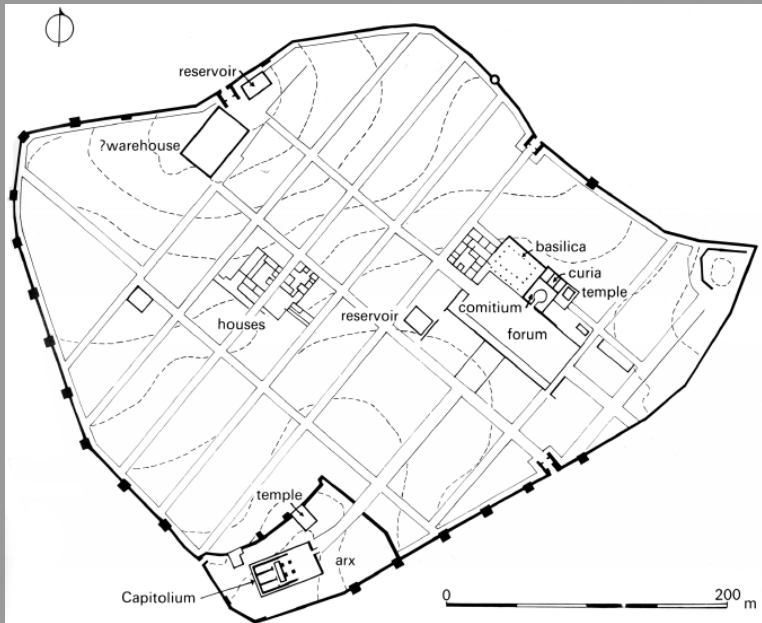 reservoir
?warehouse
basilica
curia
temple
comitium
forum
reservoir
houses
temple
arx
Capitolium
0
200
m